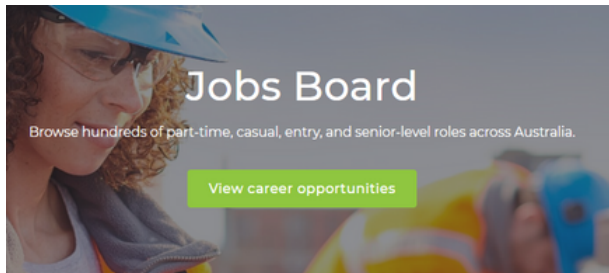 Jobs Board
Browse hundreds of part-time, casual, entry, and senior-level roles across Australia.
View career opportunities